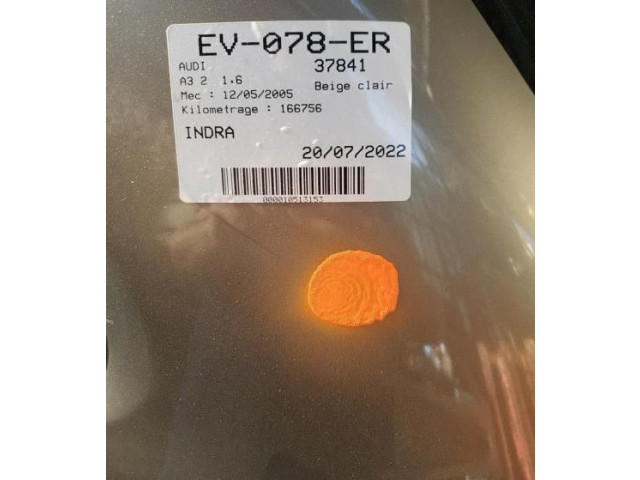 EV-078-ER
AUDI 37841
A3 2 1.6 Beige clair
Mec : 12/05/2005
Kilometrage : 166756
INDRA
20/07/2022
000010513153